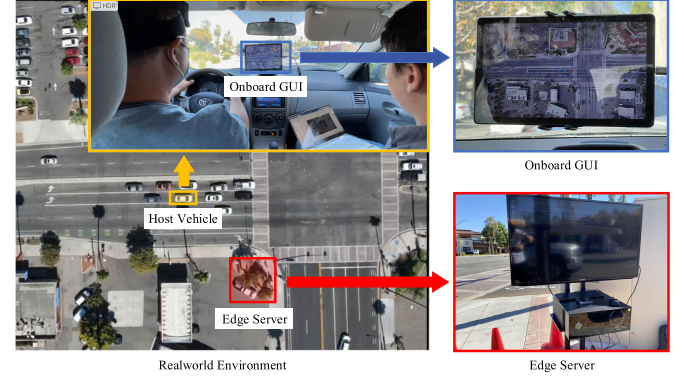 HDR
Onboard GUI
Onboard GUI
Host Vehicle
Edge Server
Realworld Environment
Edge Server